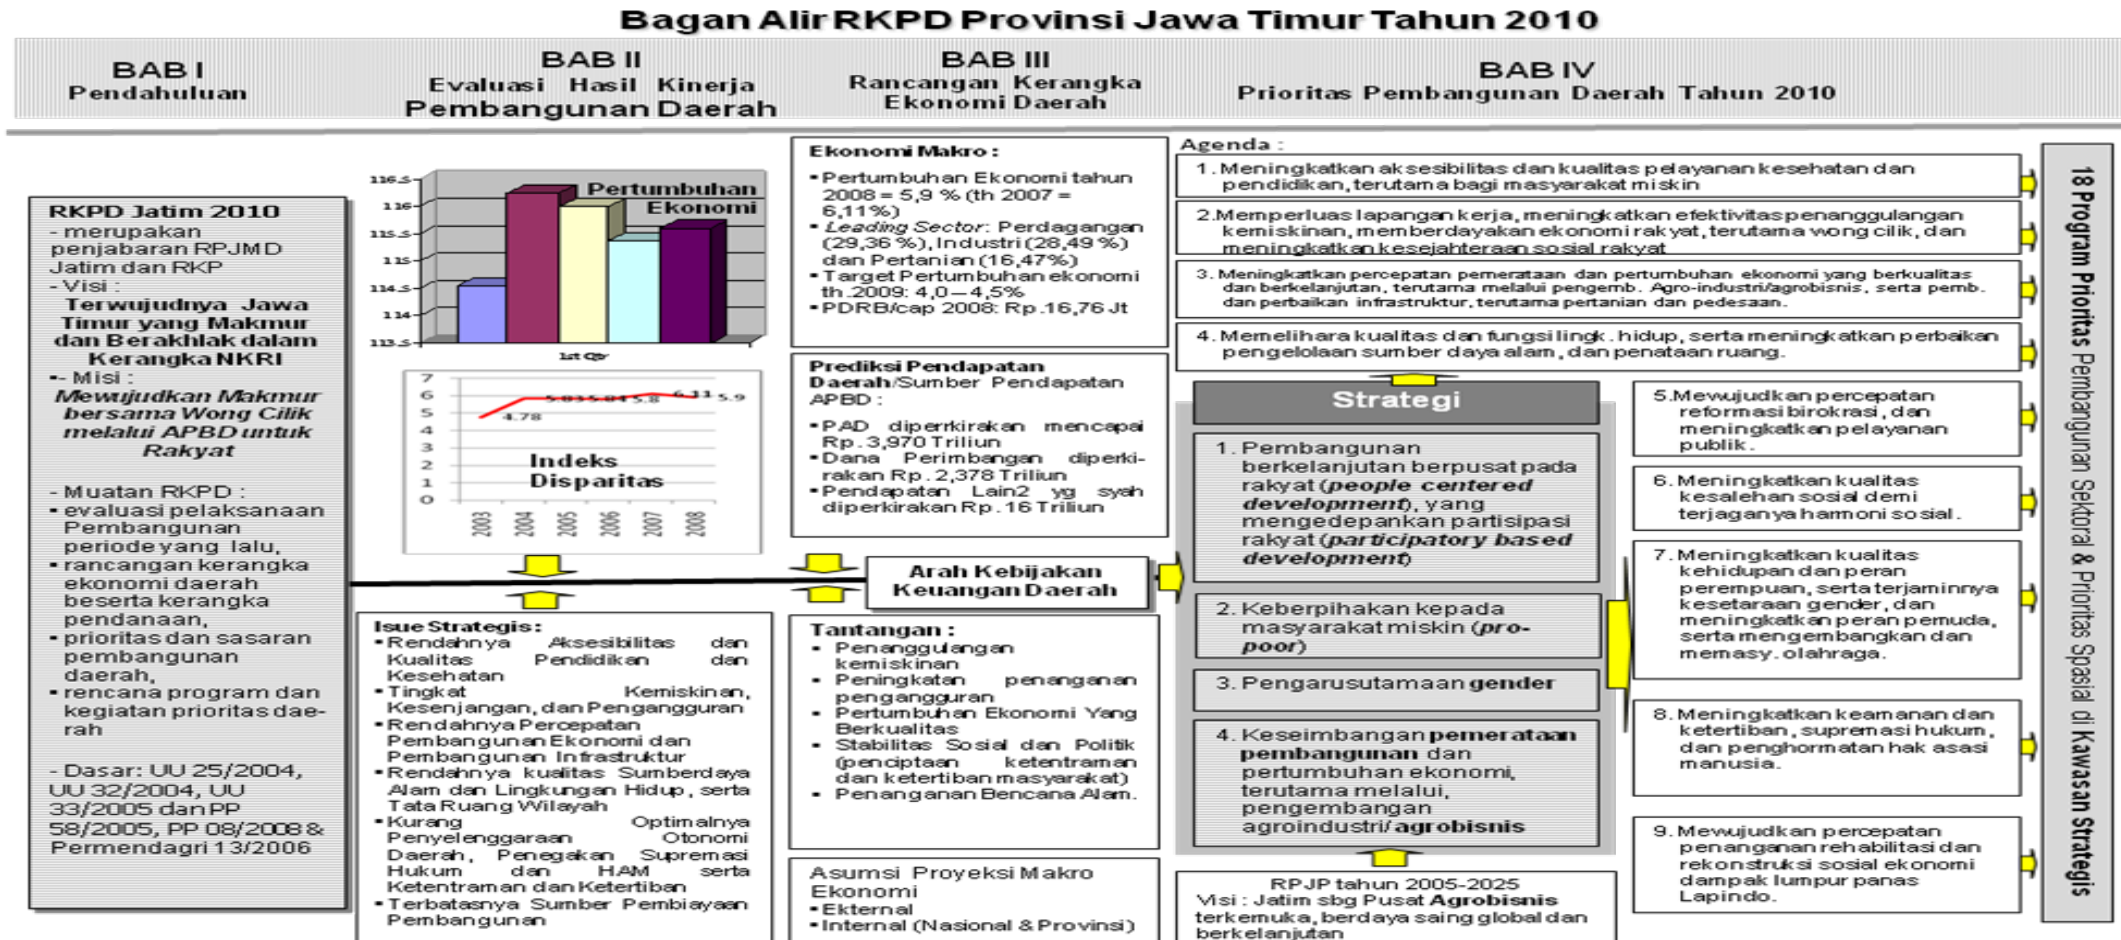 Bagan Alir RKPD Provinsi Jawa Timur Tahun 2010
BAB I
Pendahuluan
BAB II
Evaluasi Hasil Kinerja
Pembangunan Daerah
BAB III
Rancangan Kerangka
Ekonomi Daerah
BAB IV
Prioritas Pembangunan Daerah Tahun 2010
RKPD Jatim 2010
- merupakan
penjabaran RPJMD
Jatim dan RKP
- Visi :
Terwujudnya Jawa
Timur yang Makmur
dan Berakhlak dalam
Kerangka NKRI
▪- Misi :
Mewujudkan Makmur
bersama Wong Cilik
melalui APBD untuk
Rakyat
- Muatan RKPD :
▪ evaluasi pelaksanaan
Pembangunan
periode yang lalu,
▪ rancangan kerangka
ekonomi daerah
beserta kerangka
pendanaan,
▪ prioritas dan sasaran
pembangunan
daerah,
▪ rencana program dan
kegiatan prioritas dae-
rah
- Dasar: UU 25/2004,
UU 32/2004, UU
33/2005 dan PP
58/2005, PP 08/2008 &
Permendagri 13/2006
Pertumbuhan
Ekonomi
116.5
116
115.5
115
114.5
114
113.5
1st Qtr
7
6
5
4
3
2
1
0
4.78
5.83
5.84
5.8
6.11
5.9
Indeks
Disparitas
2003
2004
2005
2006
2007
2008
Isue Strategis :
▪Rendahnya Aksesibilitas dan
Kualitas Pendidikan dan
Kesehatan
▪Tingkat Kemiskinan,
Kesenjangan, dan Pengangguran
▪Rendahnya Percepatan
Pembangunan Ekonomi dan
Pembangunan Infrastruktur
▪Rendahnya kualitas Sumberdaya
Alam dan Lingkungan Hidup, serta
Tata Ruang Wilayah
▪Kurang Optimalnya
Penyelenggaraan Otonomi
Daerah, Penegakan Supremasi
Hukum dan HAM serta
Ketentraman dan Ketertiban
▪Terbatasnya Sumber Pembiayaan
Pembangunan
Ekonomi Makro :
▪Pertumbuhan Ekonomi tahun
2008 = 5,9 % (th 2007 =
6,11%)
▪Leading Sector: Perdagangan
(29,36 %), Industri (28,49 %)
dan Pertanian (16,47%)
▪Target Pertumbuhan ekonomi
th.2009: 4,0 – 4,5%
▪PDRB/cap 2008: Rp.16,76 Jt
Prediksi Pendapatan
Daerah/Sumber Pendapatan
APBD :
▪PAD diperrkirakan mencapai
Rp.3,970 Triliun
▪Dana Perimbangan diperki-
rakan Rp.2,378 Triliun
▪Pendapatan Lain2 yg syah
diperkirakan Rp.16 Triliun
Arah Kebijakan
Keuangan Daerah
Tantangan :
▪ Penanggulangan
kemiskinan
▪ Peningkatan penanganan
pengangguran
▪ Pertumbuhan Ekonomi Yang
Berkualitas
▪ Stabilitas Sosial dan Politik
(penciptaan ketentraman
dan ketertiban masyarakat)
▪ Penanganan Bencana Alam.
Asumsi Proyeksi Makro
Ekonomi
▪Ekternal
▪Internal (Nasional & Provinsi)
Agenda :
1. Meningkatkan aksesibilitas dan kualitas pelayanan kesehatan dan
pendidikan, terutama bagi masyarakat miskin
2.Memperluas lapangan kerja, meningkatkan efektivitas penanggulangan
kemiskinan, memberdayakan ekonomi rakyat, terutama wong cilik, dan
meningkatkan kesejahteraan sosial rakyat
3. Meningkatkan percepatan pemerataan dan pertumbuhan ekonomi yang berkualitas
dan berkelanjutan, terutama melalui pengemb. Agro-industri/agrobisnis, serta pemb.
dan perbaikan infrastruktur, terutama pertanian dan pedesaan.
4. Memelihara kualitas dan fungsi lingk. hidup, serta meningkatkan perbaikan
pengelolaan sumber daya alam, dan penataan ruang.
Strategi
1. Pembangunan
berkelanjutan berpusat pada
rakyat (people centered
development), yang
mengedepankan partisipasi
rakyat (participatory based
development)
2. Keberpihakan kepada
masyarakat miskin (pro-
poor)
3. Pengarusutamaan gender
4. Keseimbangan pemerataan
pembangunan dan
pertumbuhan ekonomi,
terutama melalui,
pengembangan
agroindustri/agrobisnis
RPJP tahun 2005-2025
Visi : Jatim sbg Pusat Agrobisnis
terkemuka, berdaya saing global dan
berkelanjutan
5.Mewujudkan percepatan
reformasi birokrasi, dan
meningkatkan pelayanan
publik.
6. Meningkatkan kualitas
kesalehan sosial demi
terjaganya harmoni sosial.
7. Meningkatkan kualitas
kehidupan dan peran
perempuan, serta terjaminnya
kesetaraan gender, dan
meningkatkan peran pemuda,
serta mengembangkan dan
memasy. olahraga.
8. Meningkatkan keamanan dan
ketertiban, supremasi hukum,
dan penghormatan hak asasi
manusia.
9. Mewujudkan percepatan
penanganan rehabilitasi dan
rekonstruksi sosial ekonomi
dampak lumpur panas
Lapindo.
18 Program Prioritas Pembangunan Sektoral & Prioritas Spasial di Kawasan Strategis